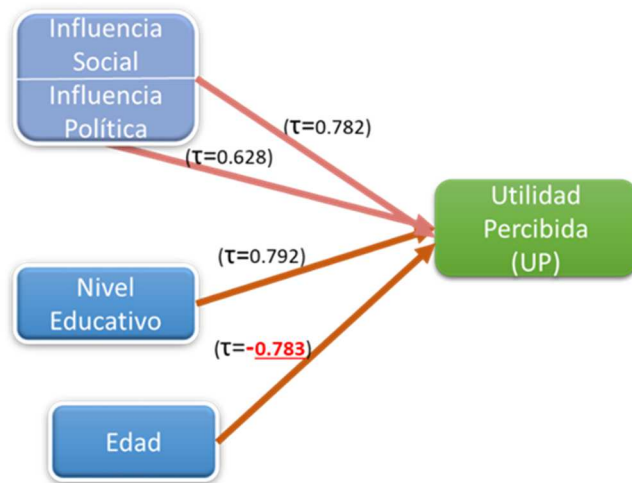 Influencia
Social
Influencia
Política
(τ=0.782)
(τ=0.628)
Utilidad
Percibida
(UP)
(τ=0.792)
Nivel
Educativo
(τ=-0.783)
Edad